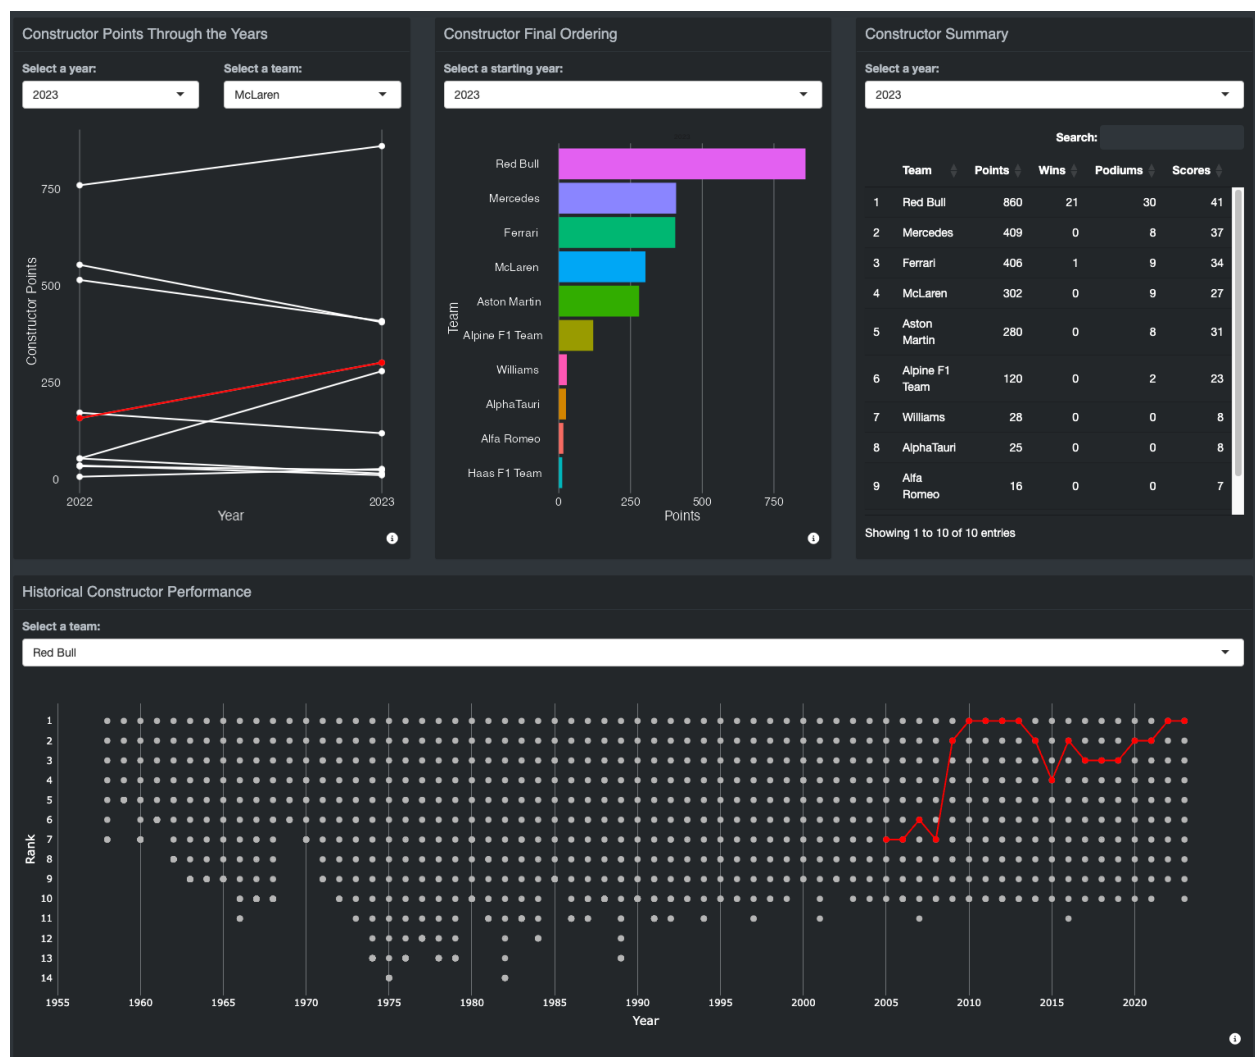 Constructor Points Through the Years
Select a year:
Select a team:
2023
McLaren
750
500
250
0
Constructor Points
2022
2023
Year
Constructor Final Ordering
Select a starting year:
2023
Team
Red Bull
Mercedes
Ferrari
McLaren
Aston Martin
Alpine F1 Team
Williams
AlphaTauri
Alfa Romeo
Haas F1 Team
0 250 500 750
Points
Constructor Summary
Select a year:
2023
Search:
Team Points Wins Podiums Scores
1 Red Bull 860 21 30 41
2 Mercedes 409 0 8 37
3 Ferrari 406 1 9 34
4 McLaren 302 0 9 27
5 Aston Martin 280 0 8 31
6 Alpine F1 Team 120 0 2 23
7 Williams 28 0 0 8
8 AlphaTauri 25 0 0 8
9 Alfa Romeo 16 0 0 7
Showing 1 to 10 of 10 entries
Historical Constructor Performance
Select a team:
Red Bull
Rank
1
2
3
4
5
6
7
8
9
10
11
12
13
14
1955 1960 1965 1970 1975 1980 1985 1990 1995 2000 2005 2010 2015 2020
Year